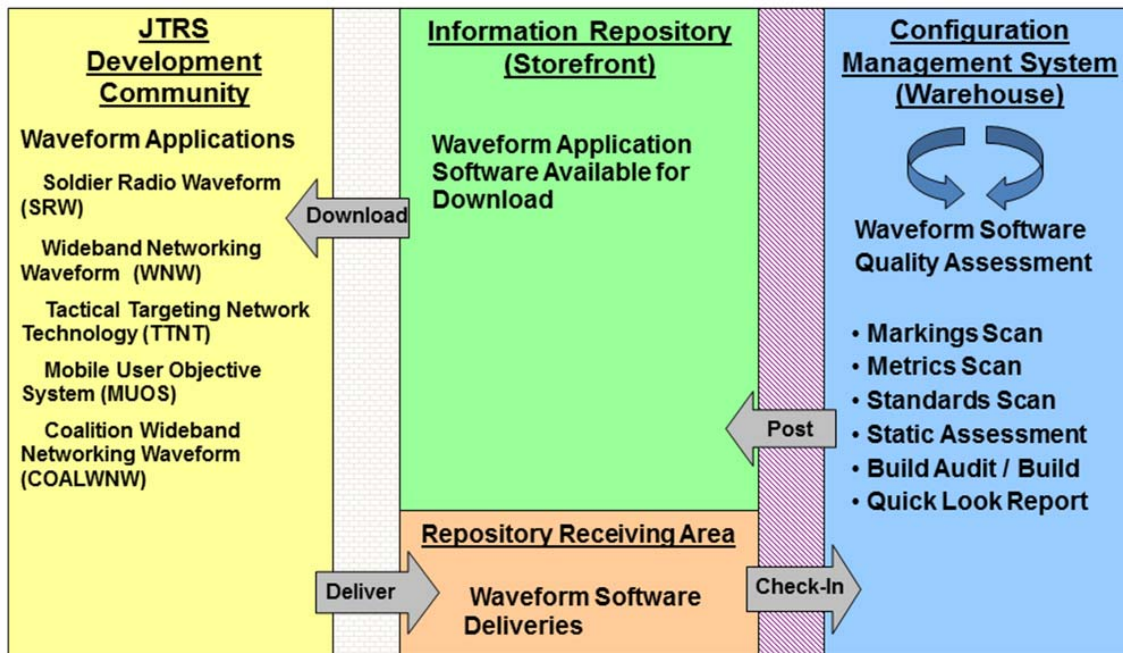 JTRS
Development
Community
Waveform Applications
Soldier Radio Waveform
(SRW)
Wideband Networking
Waveform (WNW)
Tactical Targeting Network
Technology (TTNT)
Mobile User Objective
System (MUOS)
Coalition Wideband
Networking Waveform
(COALWNW)
Download
Deliver
Information Repository
(Storefront)
Waveform Application
Software Available for
Download
Repository Receiving Area
Waveform Software
Deliveries
Post
Check-In
Configuration
Management System
(Warehouse)
Waveform Software
Quality Assessment
• Markings Scan
• Metrics Scan
• Standards Scan
• Static Assessment
• Build Audit / Build
• Quick Look Report